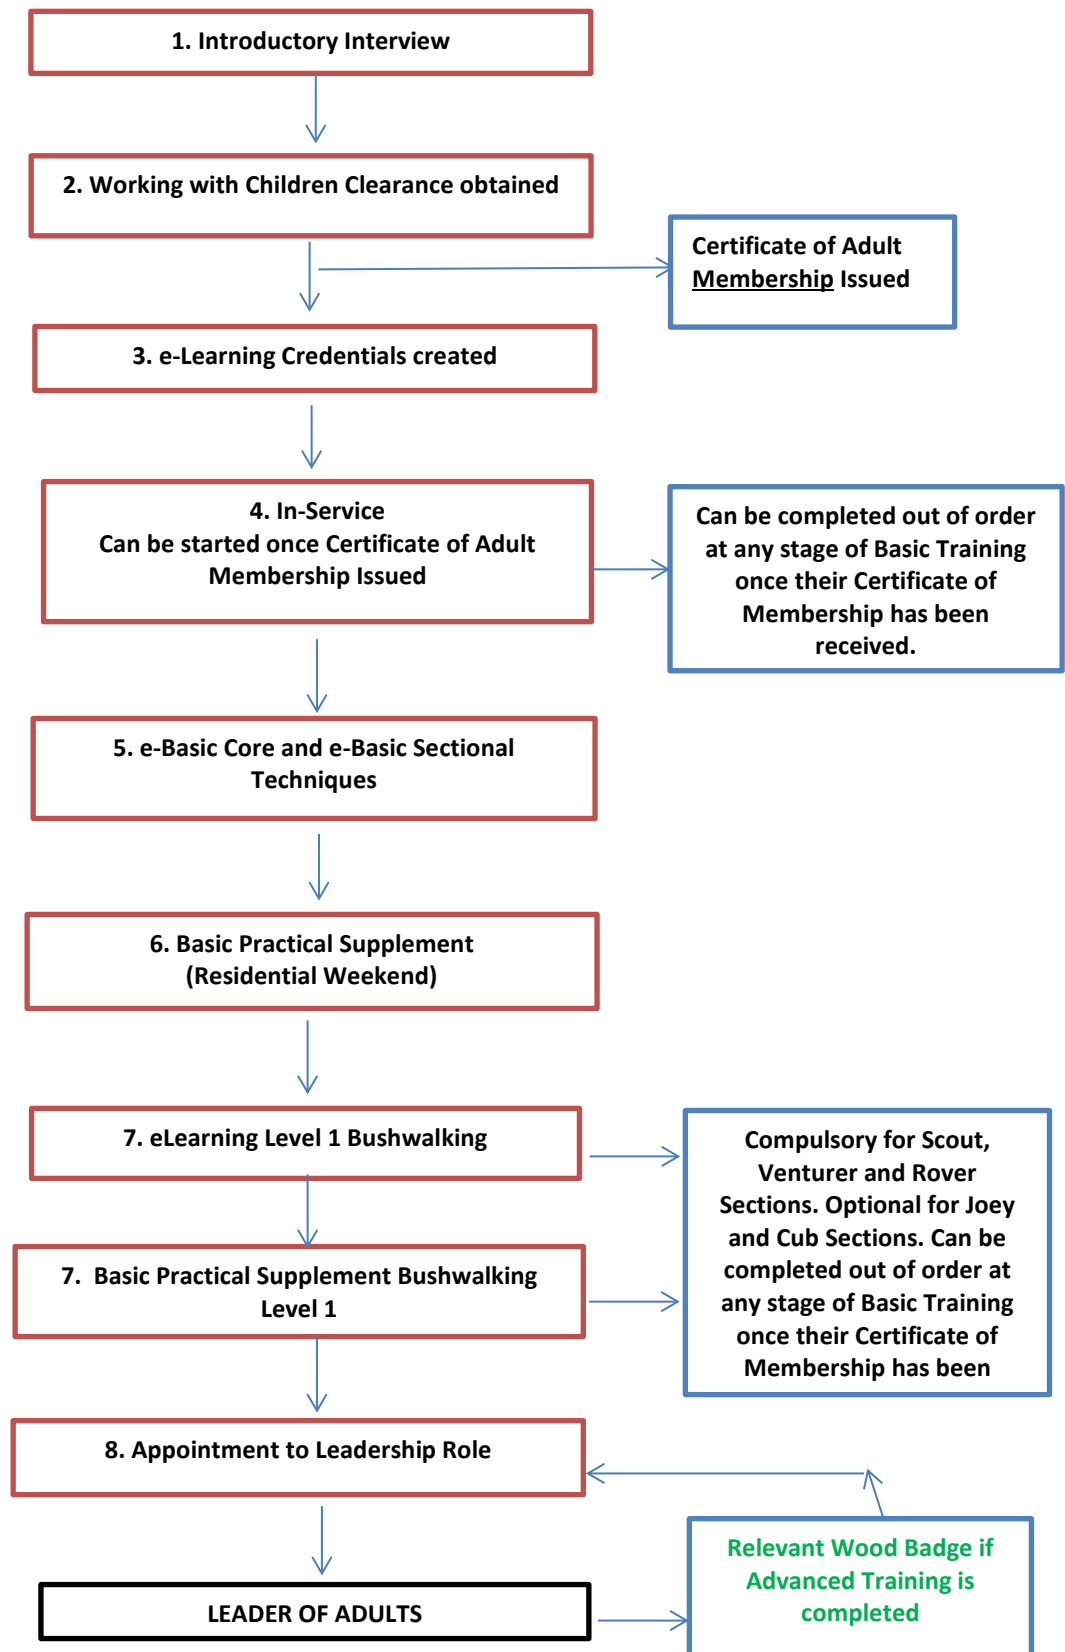 1. Introductory Interview
2. Working with Children Clearance obtained
Certificate of Adult
Membership Issued
3. e-Learning Credentials created
4. In-Service
Can be started once Certificate of Adult
Membership Issued
Can be completed out of order
at any stage of Basic Training
once their Certificate of
Membership has been
received.
5. e-Basic Core and e-Basic Sectional
Techniques
6. Basic Practical Supplement
(Residential Weekend)
7. eLearning Level 1 Bushwalking
Compulsory for Scout,
Venturer and Rover
Sections. Optional for Joey
and Cub Sections. Can be
completed out of order at
any stage of Basic Training
once their Certificate of
Membership has been
7. Basic Practical Supplement Bushwalking
Level 1
8. Appointment to Leadership Role
Relevant Wood Badge if
Advanced Training is
completed
LEADER OF ADULTS